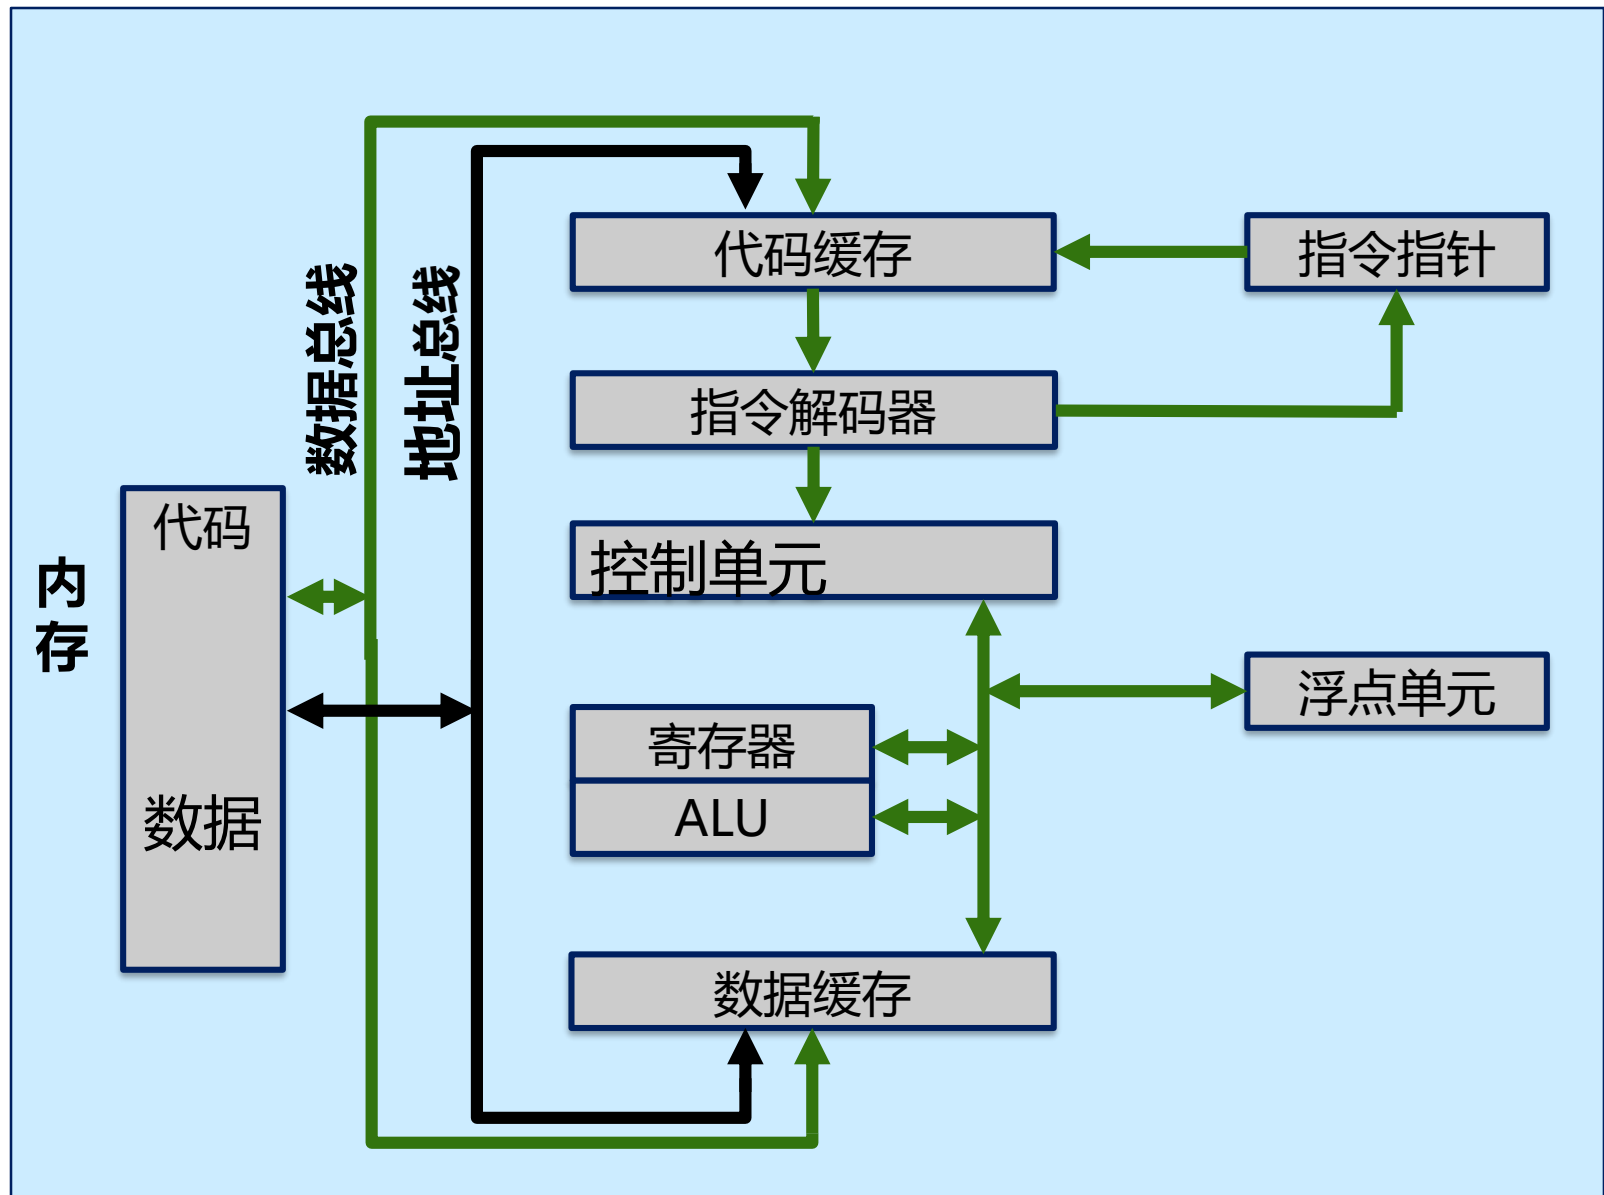 数据总线
地址总线
代码缓存
指令指针
指令解码器
代码
控制单元
内
存
浮点单元
寄存器
数据
ALU
数据缓存